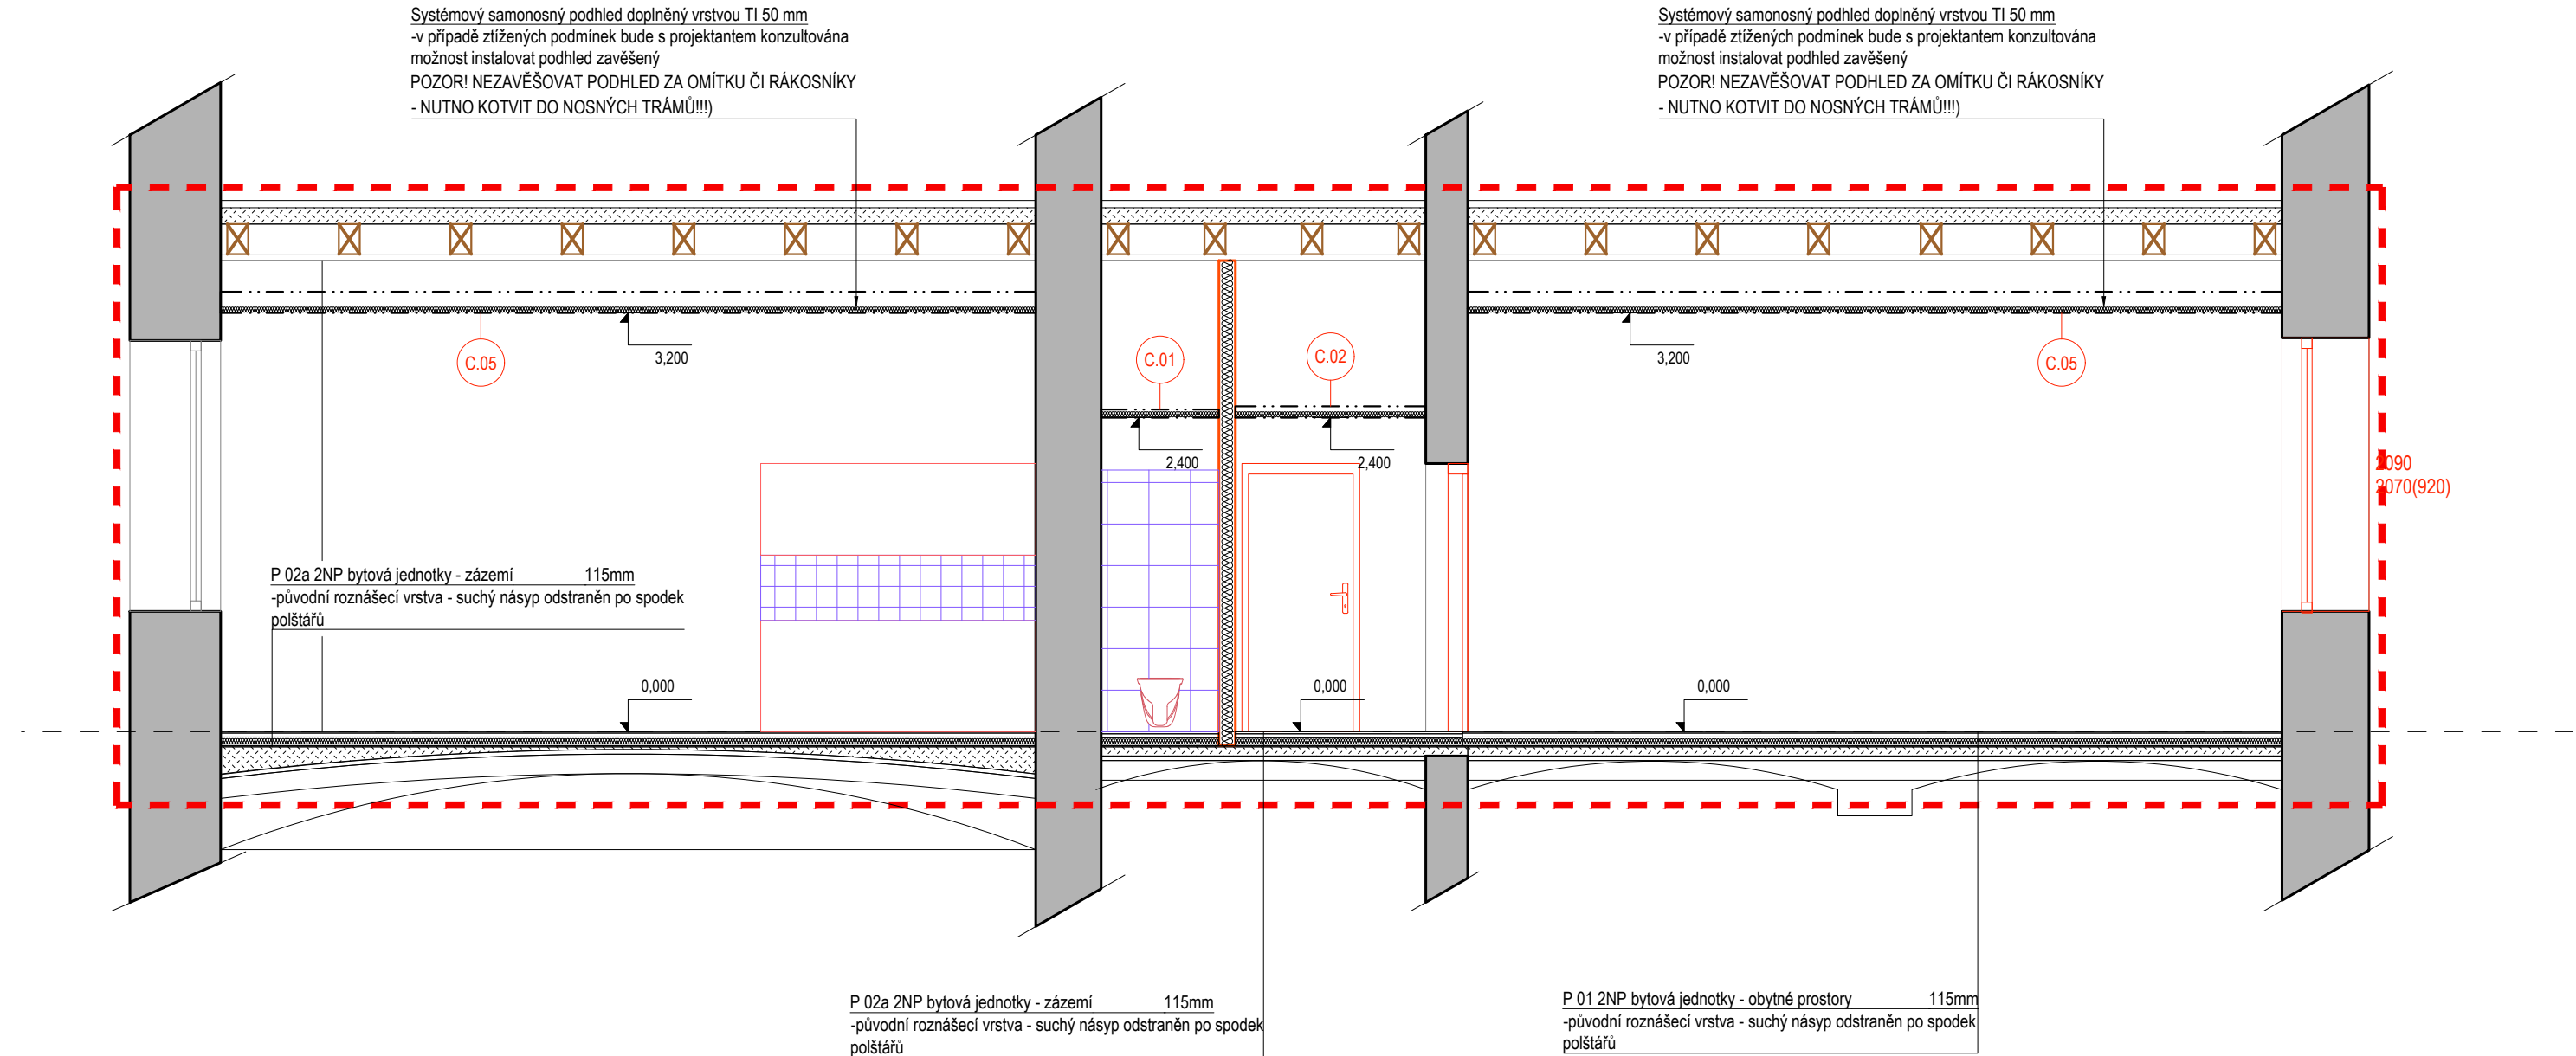 Systémový samonosný podhled doplněný vrstvou TI 50 mm
-v případě ztížených podmínek bude s projektantem konzultována
možnost instalovat podhled zavěšený
POZOR! NEZAVĚŠOVAT PODHLED ZA OMÍTKU ČI RÁKOSNÍKY
- NUTNO KOTVIT DO NOSNÝCH TRÁMŮ!!!)
Systémový samonosný podhled doplněný vrstvou TI 50 mm
-v případě ztížených podmínek bude s projektantem konzultována
možnost instalovat podhled zavěšený
POZOR! NEZAVĚŠOVAT PODHLED ZA OMÍTKU ČI RÁKOSNÍKY
- NUTNO KOTVIT DO NOSNÝCH TRÁMŮ!!!)
3,200
C.05
C.01
C.02
3,200
C.05
2,400
2,400
2090
2070(920)
P 02a 2NP bytová jednotky - zázemí 115mm
-původní roznášecí vrstva - suchý násyp odstraněn po spodek
polštářů
0,000
0,000
0,000
P 02a 2NP bytová jednotky - zázemí 115mm
-původní roznášecí vrstva - suchý násyp odstraněn po spodek
polštářů
P 01 2NP bytová jednotky - obytné prostory 115mm
-původní roznášecí vrstva - suchý násyp odstraněn po spodek
polštářů